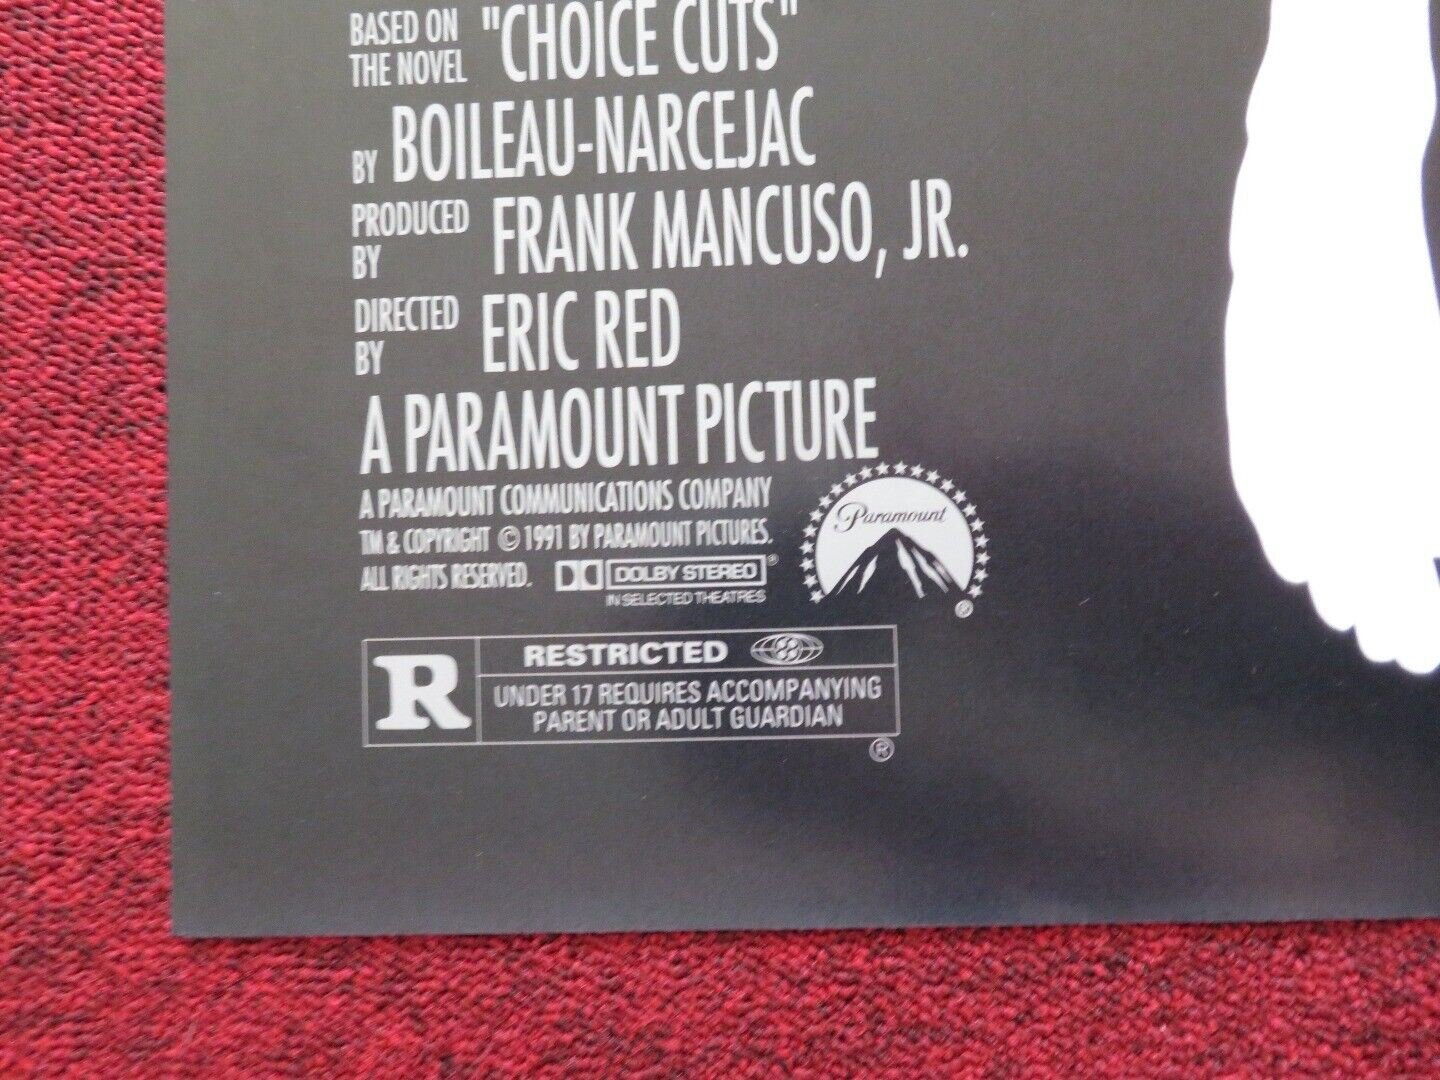 BASED ON THE NOVEL "CHOICE CUTS"
BY BOILEAU-NARCEJAC
PRODUCED BY FRANK MANCUSO, JR.
DIRECTED BY ERIC RED
A PARAMOUNT PICTURE
A PARAMOUNT COMMUNICATIONS COMPANY
TM & COPYRIGHT © 1991 BY PARAMOUNT PICTURES.
ALL RIGHTS RESERVED. DOLBY STEREO ®
IN SELECTED THEATRES
Paramount
®
R
RESTRICTED
UNDER 17 REQUIRES ACCOMPANYING
PARENT OR ADULT GUARDIAN
®